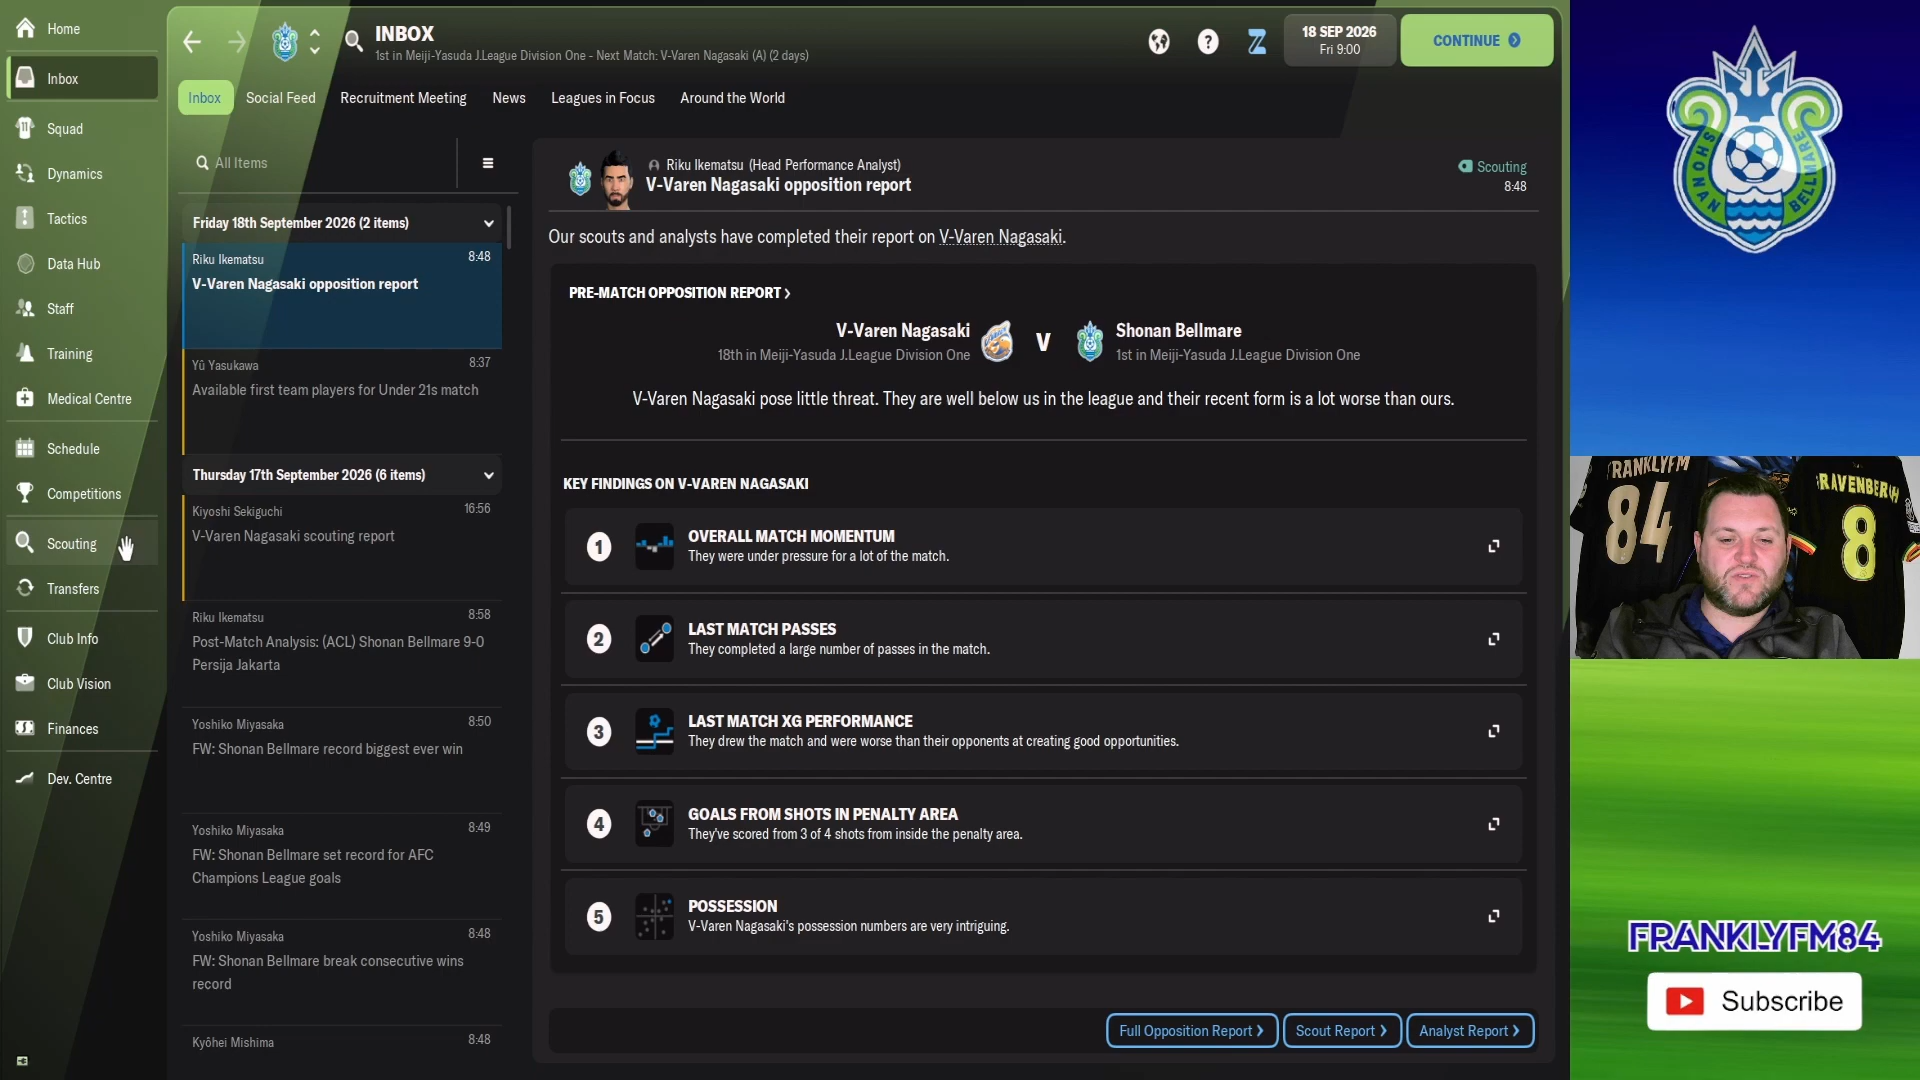 Home
Inbox
Squad
Dynamics
Tactics
Data Hub
Staff
Training
Medical Centre
Schedule
Competitions
Scouting
Transfers
Club Info
Club Vision
Finances
Dev. Centre
INBOX
1st in Meiji-Yasuda J.League Division One - Next Match: V-Varen Nagasaki (A) (2 days)
18 SEP 2026
Fri 9:00
CONTINUE
Inbox Social Feed Recruitment Meeting News Leagues in Focus Around the World
All Items
Friday 18th September 2026 (2 items)
Riku Ikematsu 8:48
V-Varen Nagasaki opposition report
Yū Yasukawa 8:37
Available first team players for Under 21s match
Thursday 17th September 2026 (6 items)
Kiyoshi Sekiguchi 16:56
V-Varen Nagasaki scouting report
Riku Ikematsu 8:58
Post-Match Analysis: (ACL) Shonan Bellmare 9-0
Persija Jakarta
Yoshiko Miyasaka 8:50
FW: Shonan Bellmare record biggest ever win
Yoshiko Miyasaka 8:49
FW: Shonan Bellmare set record for AFC
Champions League goals
Yoshiko Miyasaka 8:48
FW: Shonan Bellmare break consecutive wins
record
Kyôhei Mishima 8:48
Riku Ikematsu (Head Performance Analyst)
V-Varen Nagasaki opposition report
Scouting
8:48
Our scouts and analysts have completed their report on V-Varen Nagasaki.
PRE-MATCH OPPOSITION REPORT
V-Varen Nagasaki V Shonan Bellmare
18th in Meiji-Yasuda J.League Division One 1st in Meiji-Yasuda J.League Division One
V-Varen Nagasaki pose little threat. They are well below us in the league and their recent form is a lot worse than ours.
KEY FINDINGS ON V-VAREN NAGASAKI
1 OVERALL MATCH MOMENTUM
They were under pressure for a lot of the match.
2 LAST MATCH PASSES
They completed a large number of passes in the match.
3 LAST MATCH XG PERFORMANCE
They drew the match and were worse than their opponents at creating good opportunities.
4 GOALS FROM SHOTS IN PENALTY AREA
They've scored from 3 of 4 shots from inside the penalty area.
5 POSSESSION
V-Varen Nagasaki's possession numbers are very intriguing.
Full Opposition Report
Scout Report
Analyst Report
SHONAN BELLMARE
FRANKLYFM
84
RAVENBERCH
8
FRANKLYFM84
Subscribe